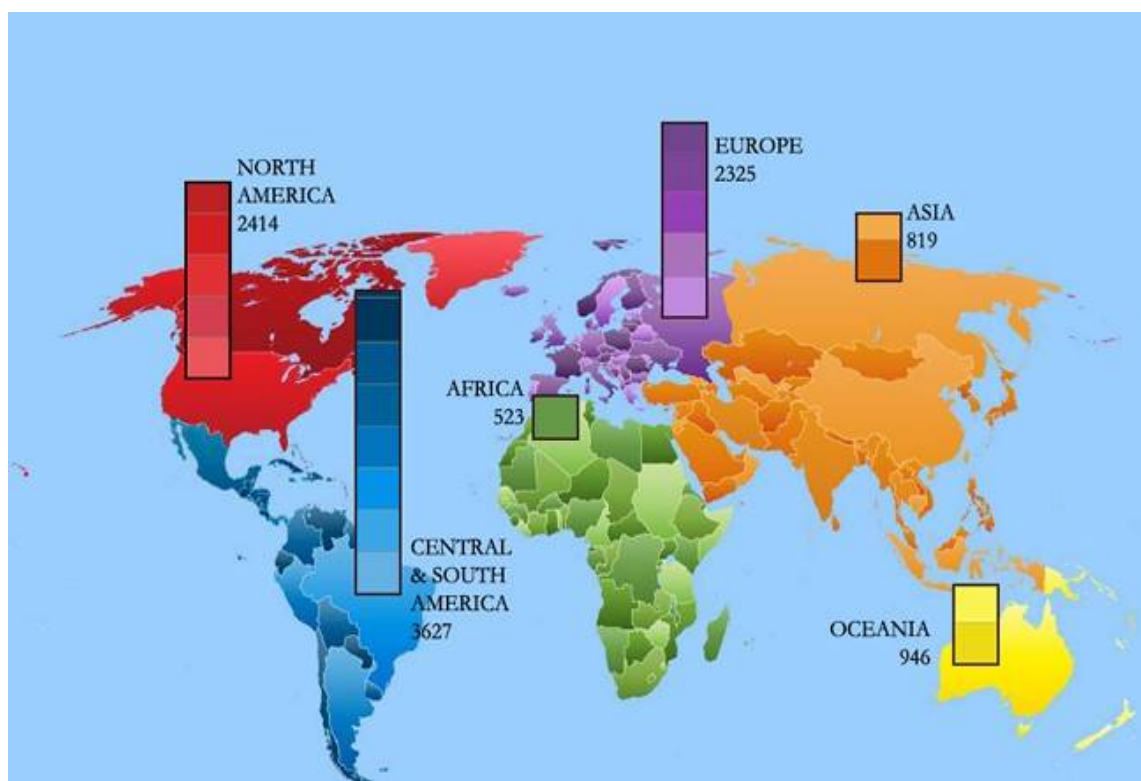 NORTH
AMERICA
2414
EUROPE
2325
ASIA
819
AFRICA
523
CENTRAL
& SOUTH
AMERICA
3627
OCEANIA
946